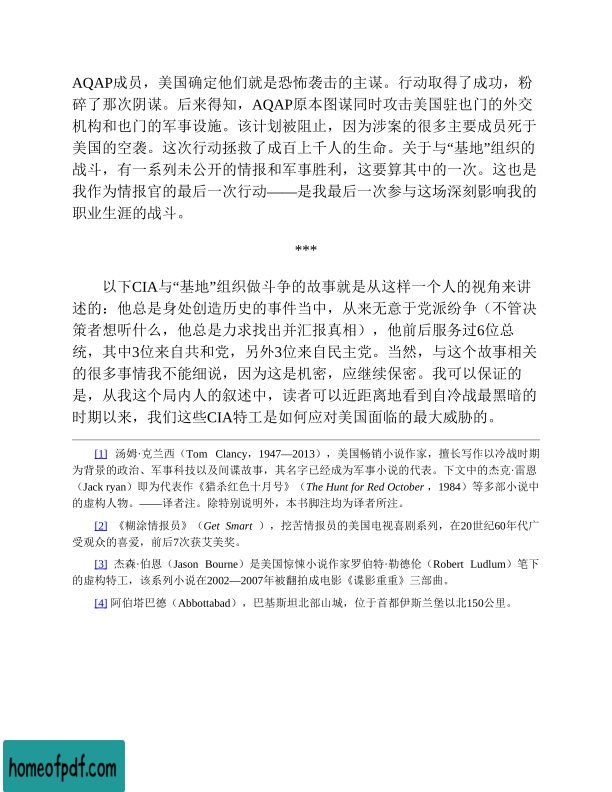 AQAP成员，美国确定他们就是恐怖袭击的主谋。行动取得了成功，粉
碎了那次阴谋。后来得知，AQAP原本图谋同时攻击美国驻也门的外交
机构和也门的军事设施。该计划被阻止，因为涉案的很多主要成员死于
美国的空袭。这次行动拯救了成百上千人的生命。关于与“基地”组织的
战斗，有一系列未公开的情报和军事胜利，这要算其中的一次。这也是
我作为情报官的最后一次行动——是我最后一次参与这场深刻影响我的
职业生涯的战斗。
***
以下CIA与“基地”组织做斗争的故事就是从这样一个人的视角来讲
述的：他总是身处创造历史的事件当中，从来无意于党派纷争（不管决
策者想听什么，他总是力求找出并汇报真相），他前后服务过6位总
统，其中3位来自共和党，另外3位来自民主党。当然，与这个故事相关
的很多事情我不能细说，因为这是机密，应继续保密。我可以保证的
是，从我这个局内人的叙述中，读者可以近距离地看到自冷战最黑暗的
时期以来，我们这些CIA特工是如何应对美国面临的最大威胁的。
[1] 汤姆·克兰西（Tom Clancy，1947—2013），美国畅销小说作家，擅长写作以冷战时期
为背景的政治、军事科技以及间谍故事，其名字已经成为军事小说的代表。下文中的杰克·雷恩
（Jack ryan）即为代表作《猎杀红色十月号》（The Hunt for Red October ，1984）等多部小说中
的虚构人物。——译者注。除特别说明外，本书脚注均为译者所注。
[2] 《糊涂情报员》（Get Smart ），挖苦情报员的美国电视喜剧系列，在20世纪60年代广
受观众的喜爱，前后7次获艾美奖。
[3] 杰森·伯恩（Jason Bourne）是美国惊悚小说作家罗伯特·勒德伦（Robert Ludlum）笔下
的虚构特工，该系列小说在2002—2007年被翻拍成电影《谍影重重》三部曲。
[4] 阿伯塔巴德（Abbottabad），巴基斯坦北部山城，位于首都伊斯兰堡以北150公里。
homeofpdf.com